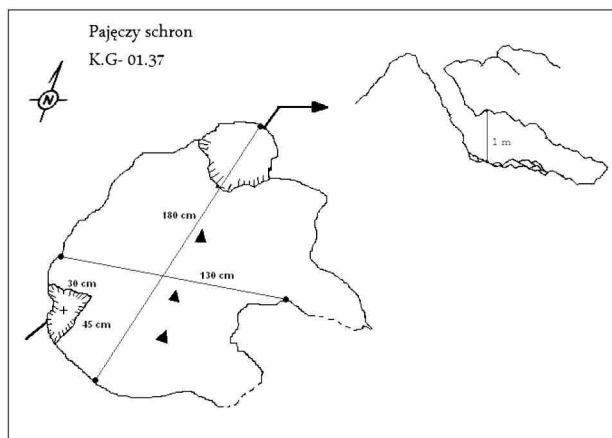 Pajęczy schron
K.G- 01.37
N
1 m
180 cm
130 cm
30 cm
45 cm